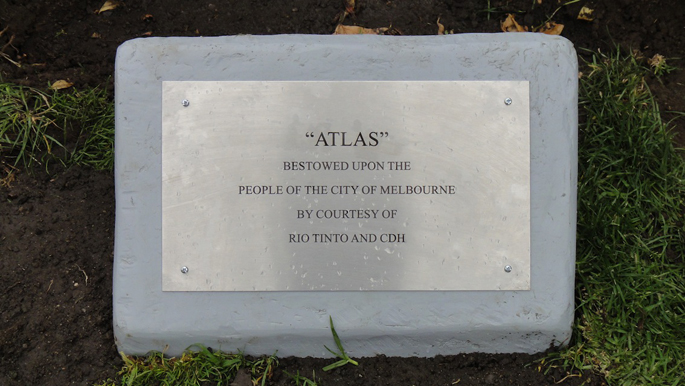 “ATLAS”
BESTOWED UPON THE
PEOPLE OF THE CITY OF MELBOURNE
BY COURTESY OF
RIO TINTO AND CDH